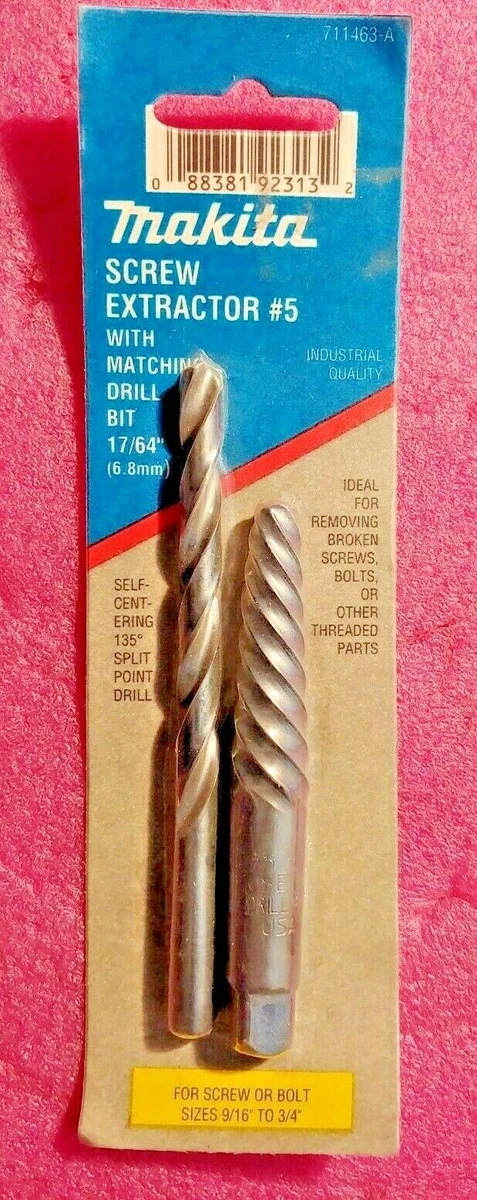 711463-A
0 88381 92313 2
makita
SCREW
EXTRACTOR #5
WITH
MATCHING
DRILL
BIT
17/64"
(6.8mm)
INDUSTRIAL
QUALITY
IDEAL
FOR
REMOVING
BROKEN
SCREWS,
BOLTS,
OR
OTHER
THREADED
PARTS
SELF-
CENT-
ERING
135°
SPLIT
POINT
DRILL
DRILL
USA
FOR SCREW OR BOLT
SIZES 9/16" TO 3/4"